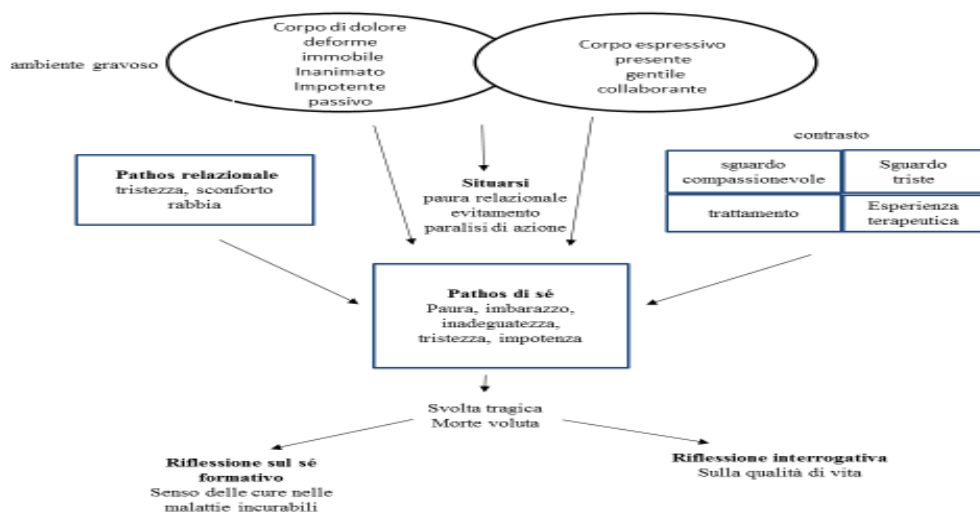 Corpo di dolore
deforme
immobile
Inanimato
Impotente
passivo
Corpo espressivo
presente
gentile
collaborante
ambiente gravoso
contrasto
Pathos relazionale
tristezza, sconforto
rabbia
Situarsi
paura relazionale
evitamento
paralisi di azione
sguardo
compassionevole
Sguardo
triste
trattamento
Esperienza
terapeutica
Pathos di sé
Paura, imbarazzo,
inadeguatezza,
tristezza, impotenza
Svolta tragica
Morte voluta
Riflessione sul sé
formativo
Senso delle cure nelle
malattie incurabili
Riflessione interrogativa
Sulla qualità di vita